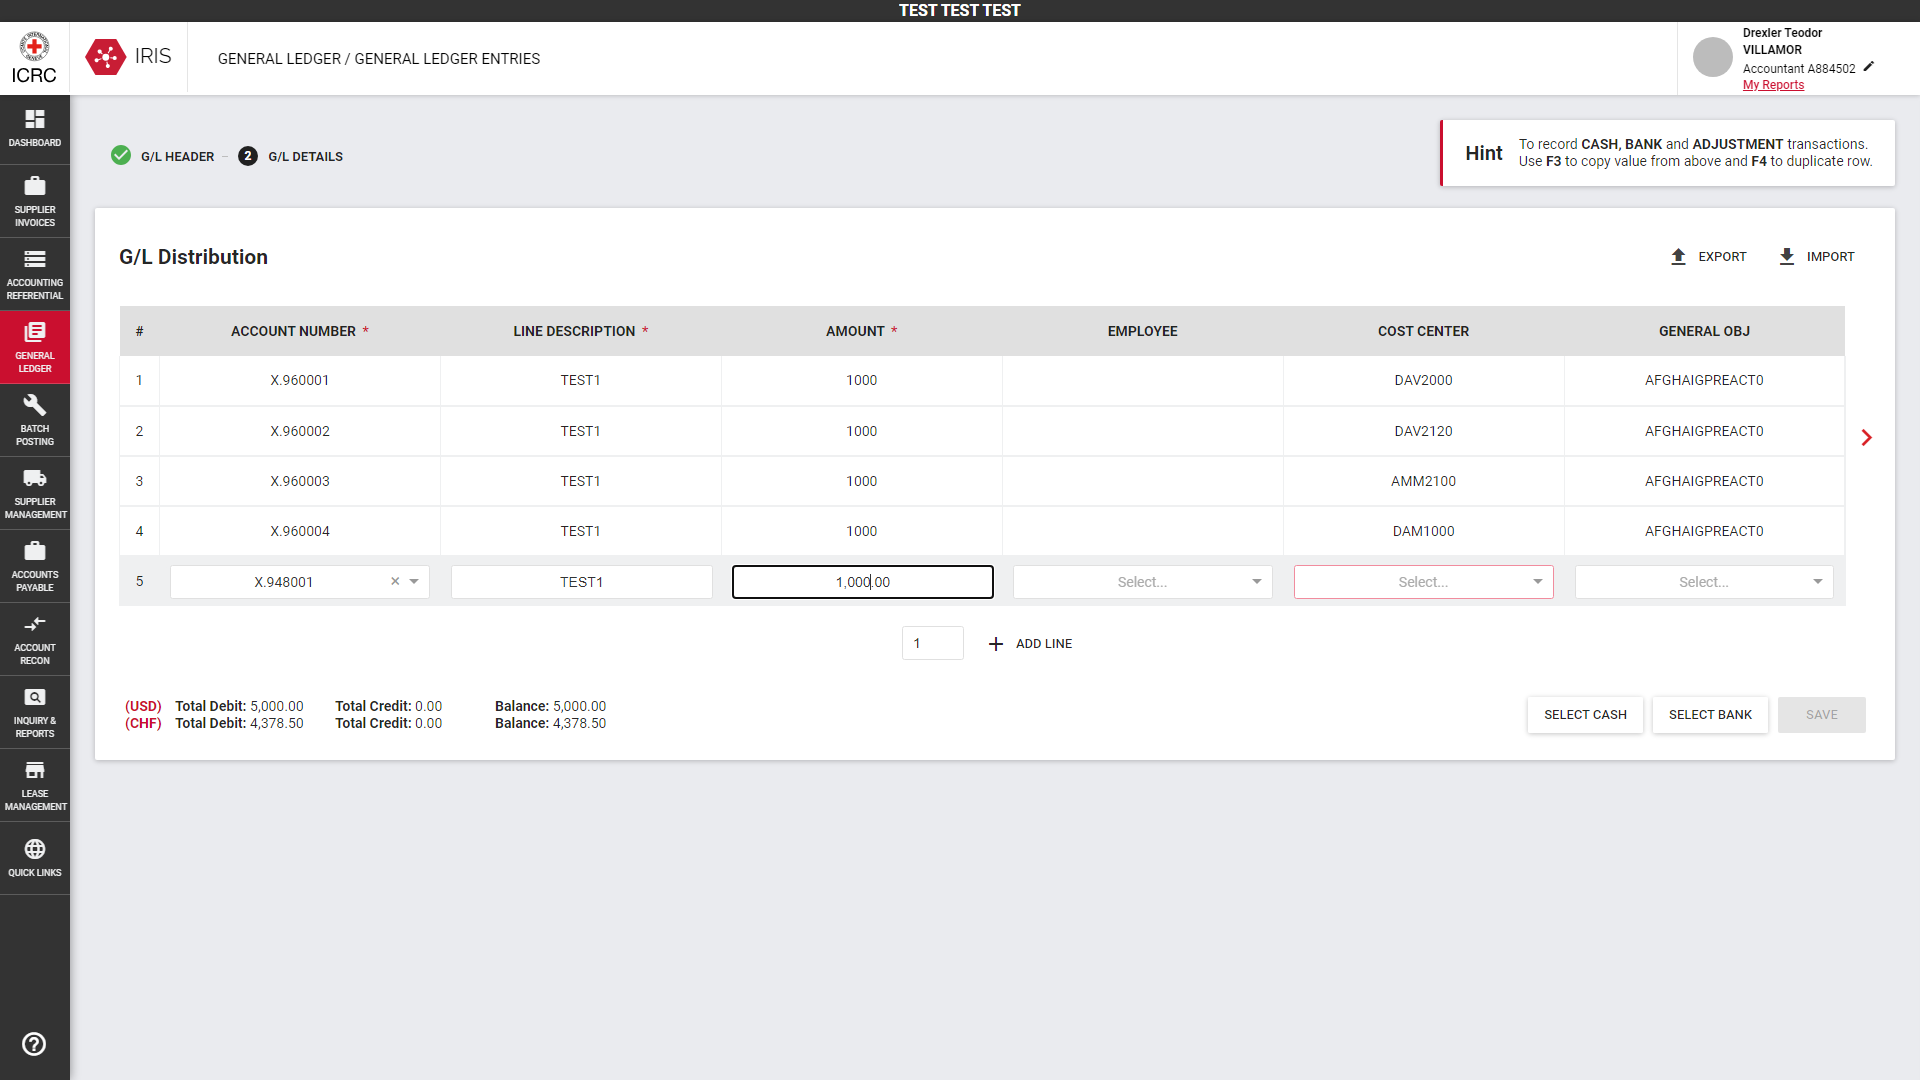 TEST TEST TEST
ICRC
IRIS
GENERAL LEDGER / GENERAL LEDGER ENTRIES
Drexler Teodor
VILLAMOR
Accountant A884502
My Reports
DASHBOARD
SUPPLIER
INVOICES
ACCOUNTING
REFERENTIAL
GENERAL
LEDGER
BATCH
POSTING
SUPPLIER
MANAGEMENT
ACCOUNTS
PAYABLE
ACCOUNT
RECON
INQUIRY &
REPORTS
LEASE
MANAGEMENT
QUICK LINKS
G/L HEADER – 2 G/L DETAILS
Hint
To record CASH, BANK and ADJUSTMENT transactions.
Use F3 to copy value from above and F4 to duplicate row.
G/L Distribution
EXPORT IMPORT
# ACCOUNT NUMBER * LINE DESCRIPTION * AMOUNT * EMPLOYEE COST CENTER GENERAL OBJ
1 X.960001 TEST1 1000 DAV2000 AFGHAIGPREACT0
2 X.960002 TEST1 1000 DAV2120 AFGHAIGPREACT0
3 X.960003 TEST1 1000 AMM2100 AFGHAIGPREACT0
4 X.960004 TEST1 1000 DAM1000 AFGHAIGPREACT0
5 X.948001 × TEST1 1,000.00 Select... Select... Select...
1 + ADD LINE
(USD) Total Debit: 5,000.00 Total Credit: 0.00 Balance: 5,000.00
(CHF) Total Debit: 4,378.50 Total Credit: 0.00 Balance: 4,378.50
SELECT CASH SELECT BANK SAVE